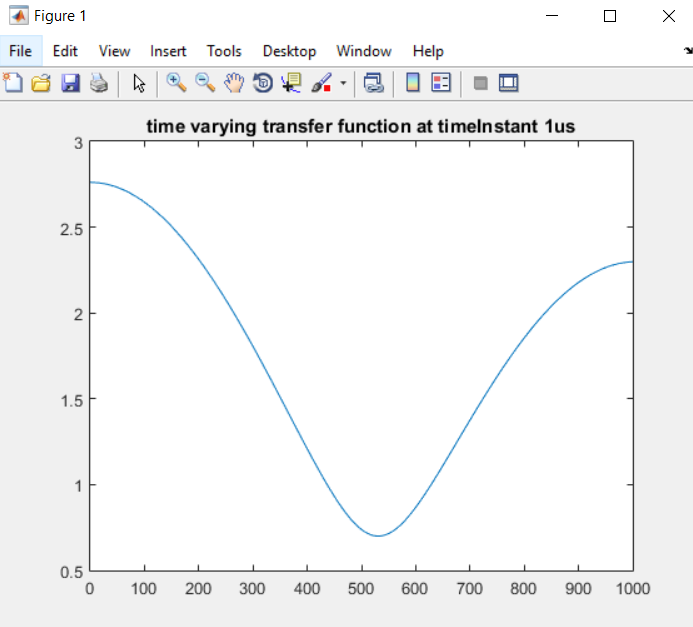 Figure 1
File Edit View Insert Tools Desktop Window Help
time varying transfer function at timeInstant 1us
3
2.5
2
1.5
1
0.5
0 100 200 300 400 500 600 700 800 900 1000